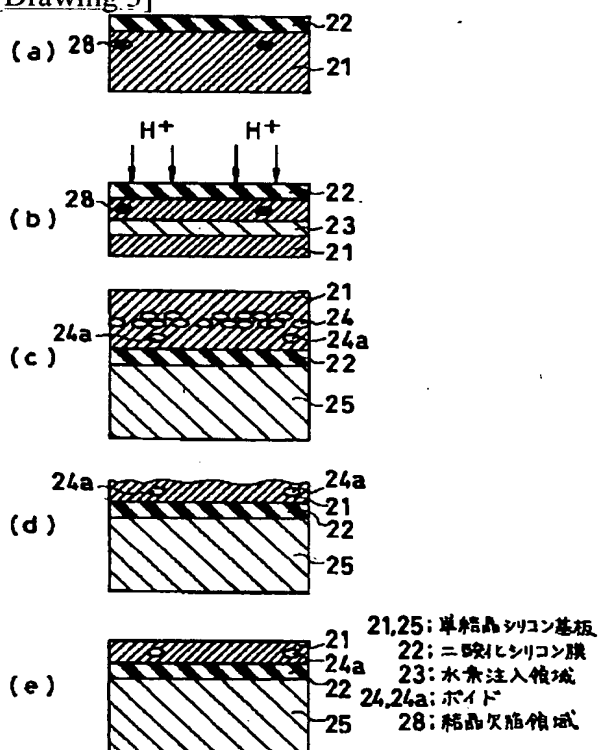 [Drawing 5]
22
(a) 28
21
H+ H+
28 22
(b) 23
21
21
24
24a 24a
(c) 22
25
24a 24a
21
(d) 22
25
21
24a
(e) 22
25
21,25; 単結晶シリコン基板
22; 二酸化シリコン膜
23; 水素注入領域
24,24a; ボイド
28; 結晶欠陥領域